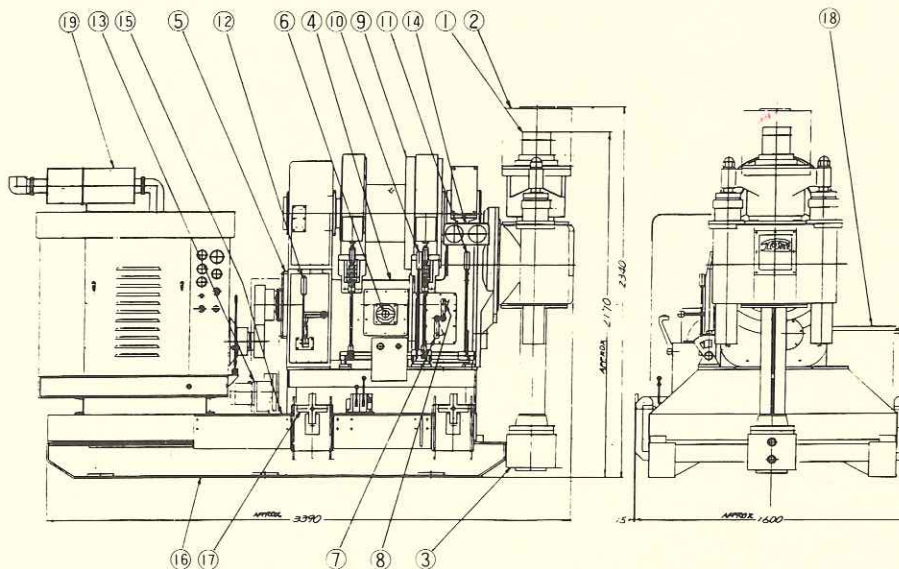 ⑲ ⑬ ⑮ ⑤ ⑫ ⑥ ④ ⑩ ⑨ ⑪ ⑭ ① ② ⑱
APPROX 2170
2340
APPROX 3390
15
APPROX 1600
⑯ ⑰ ⑦ ⑧ ③